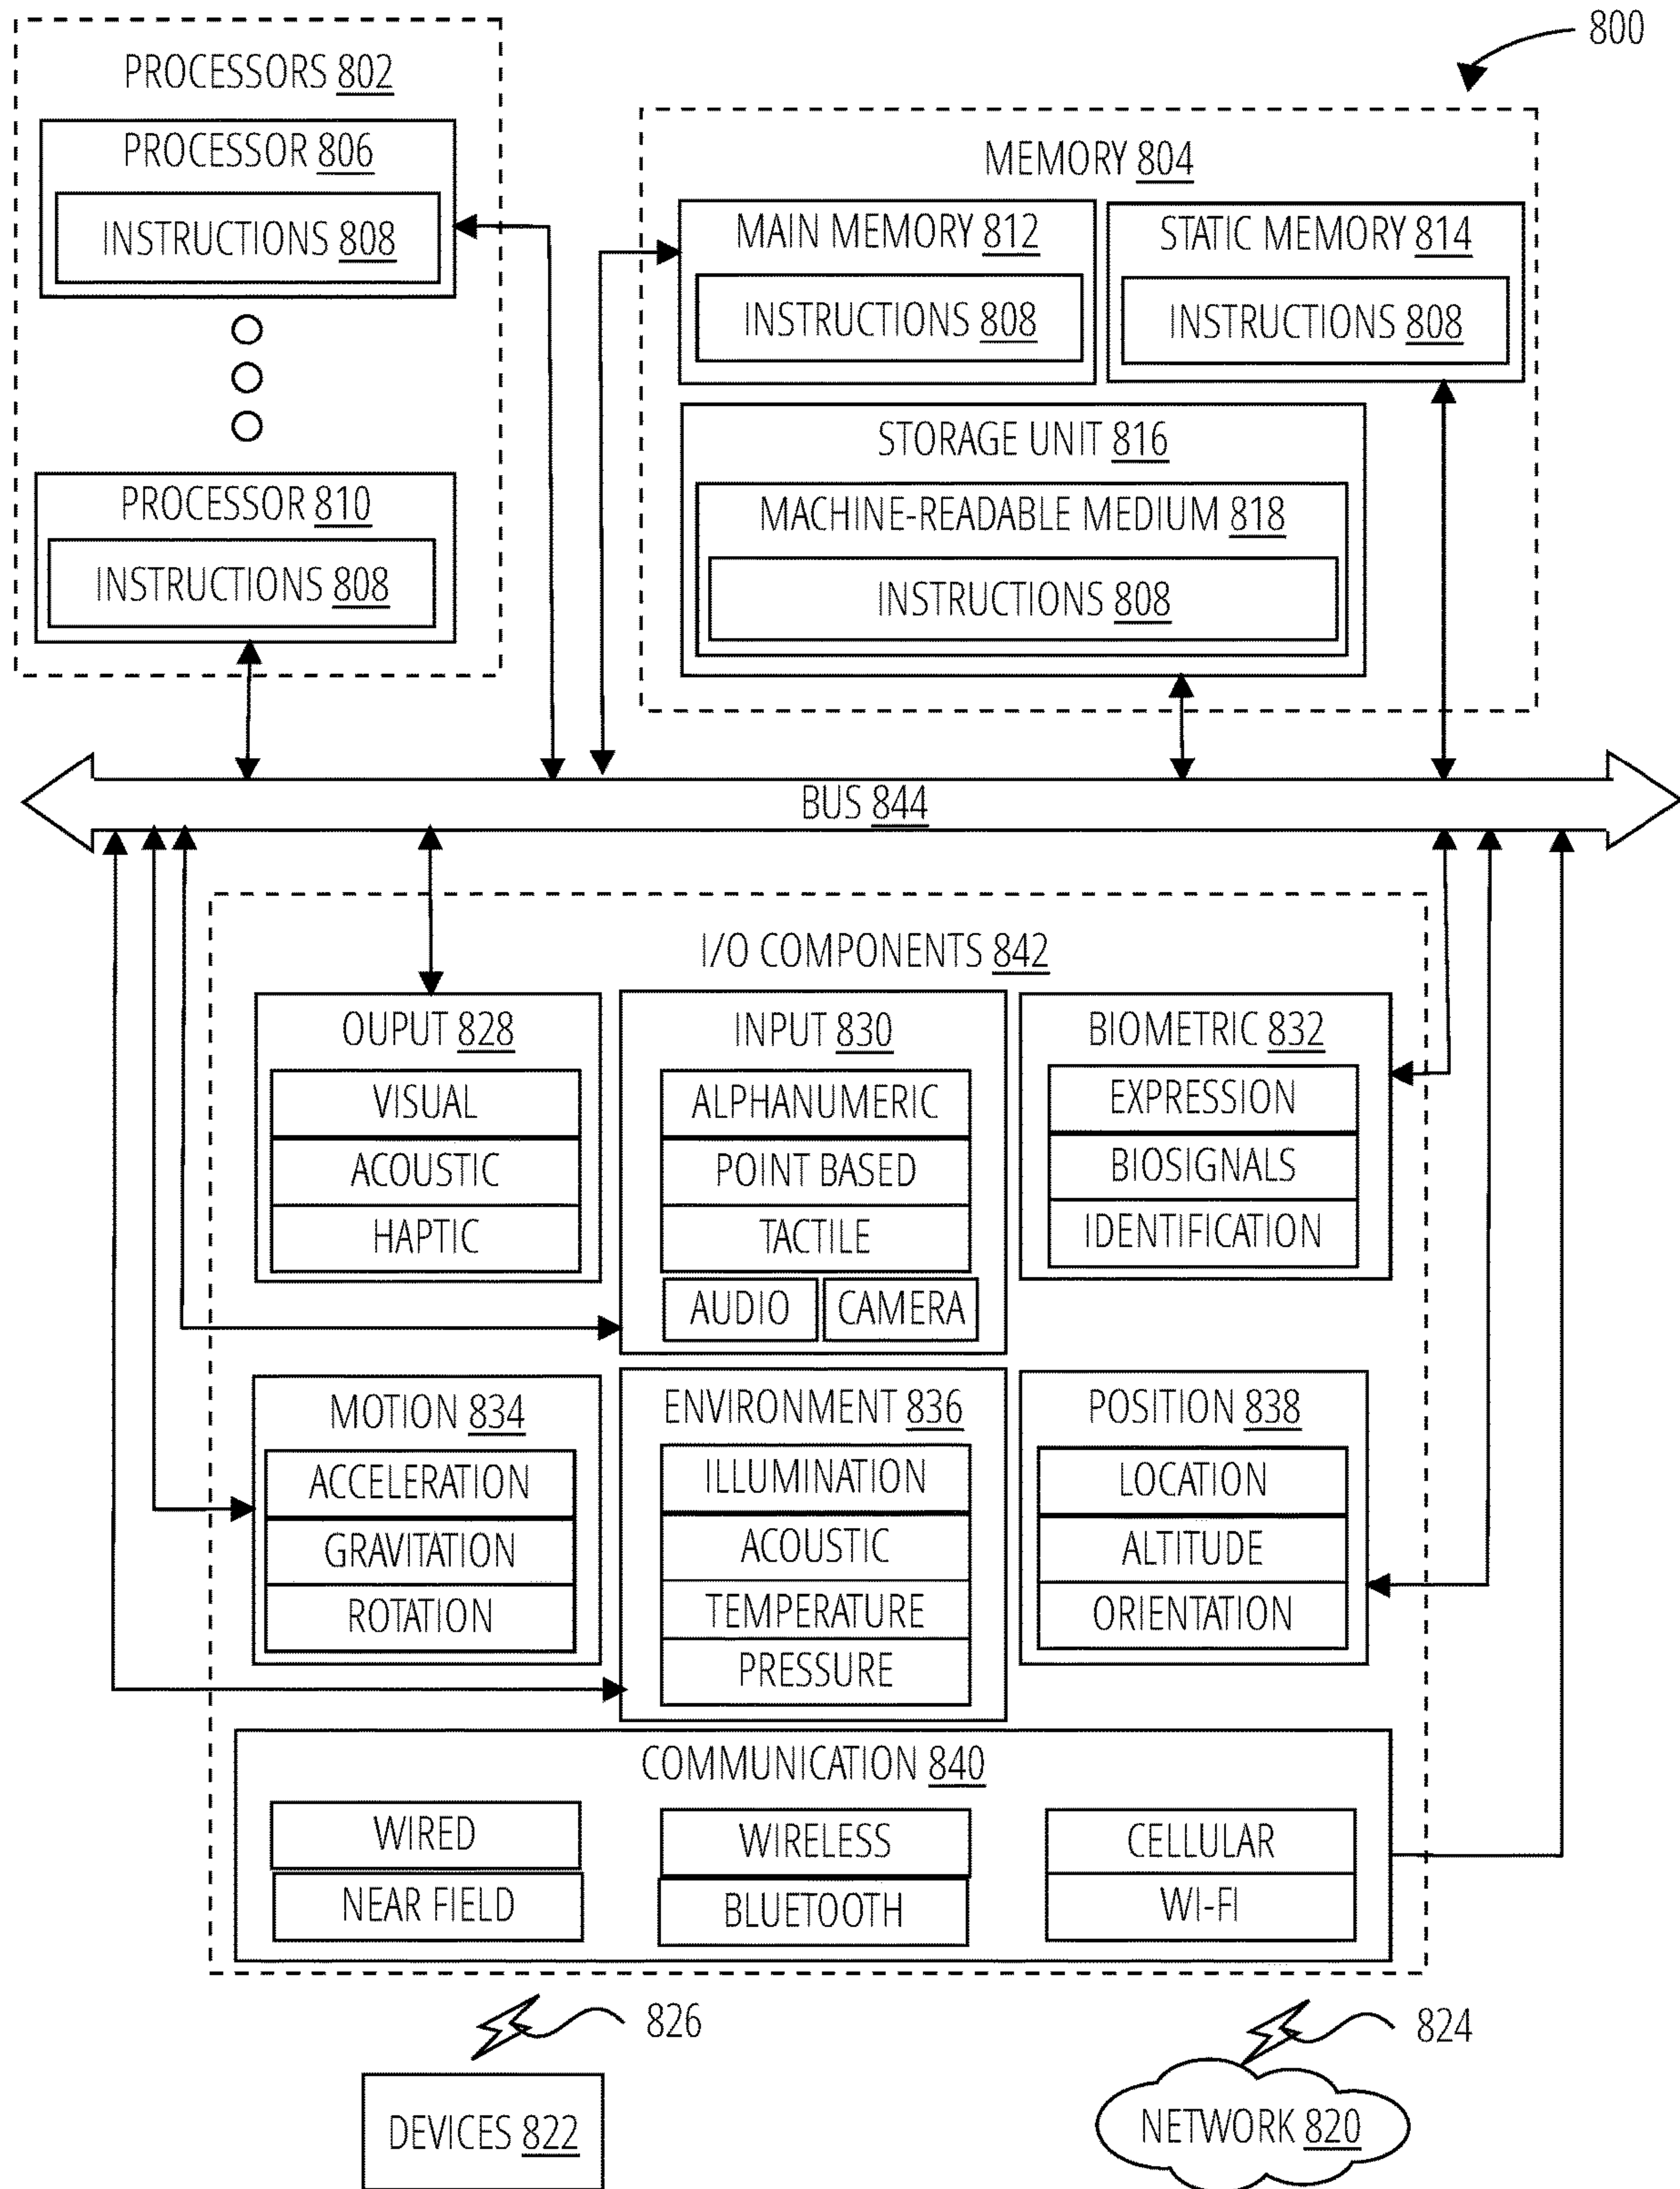 800
PROCESSORS 802
PROCESSOR 806
INSTRUCTIONS 808
PROCESSOR 810
INSTRUCTIONS 808
MEMORY 804
MAIN MEMORY 812
INSTRUCTIONS 808
STATIC MEMORY 814
INSTRUCTIONS 808
STORAGE UNIT 816
MACHINE-READABLE MEDIUM 818
INSTRUCTIONS 808
BUS 844
I/O COMPONENTS 842
OUPUT 828
VISUAL
ACOUSTIC
HAPTIC
INPUT 830
ALPHANUMERIC
POINT BASED
TACTILE
AUDIO
CAMERA
BIOMETRIC 832
EXPRESSION
BIOSIGNALS
IDENTIFICATION
MOTION 834
ACCELERATION
GRAVITATION
ROTATION
ENVIRONMENT 836
ILLUMINATION
ACOUSTIC
TEMPERATURE
PRESSURE
POSITION 838
LOCATION
ALTITUDE
ORIENTATION
COMMUNICATION 840
WIRED
NEAR FIELD
WIRELESS
BLUETOOTH
CELLULAR
WI-FI
826
824
DEVICES 822
NETWORK 820